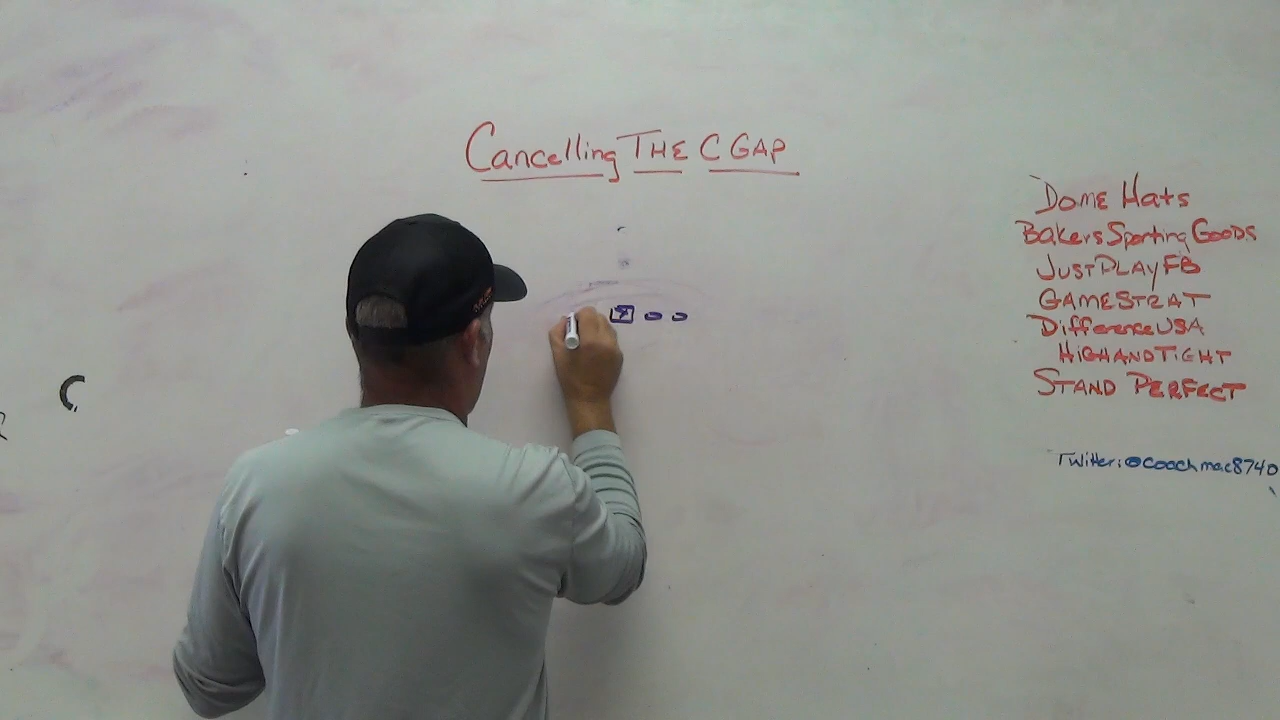 Cancelling THE C GAP
Dome Hats
Bakers Sporting Goods
JUSTPLAYFB
GAMESTRAT
DifferenceUSA
HIGHANDTIGHT
STAND PERFECT
Twitter: @coachmac8740
C